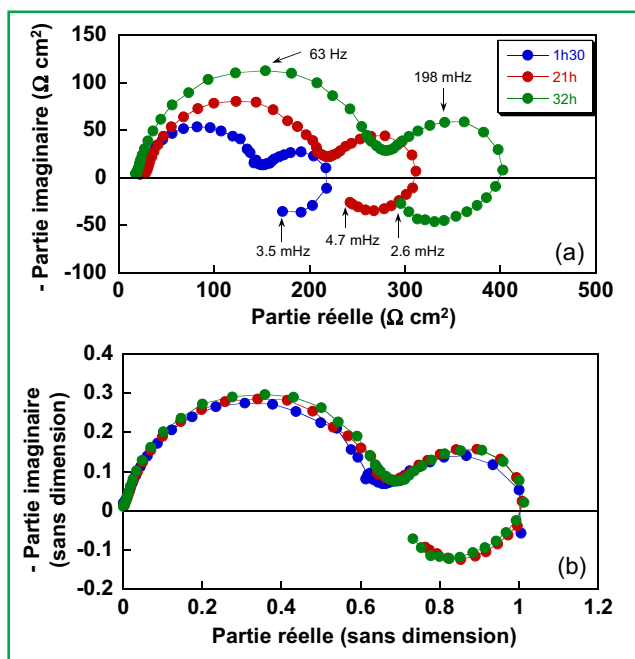 - Partie imaginaire (Ω cm²)
150
100
50
0
-50
-100
63 Hz
198 mHz
1h30
21h
32h
3.5 mHz
4.7 mHz
2.6 mHz
(a)
0
100
200
300
400
500
Partie réelle (Ω cm²)
- Partie imaginaire
(sans dimension)
0.4
0.3
0.2
0.1
0
-0.1
-0.2
(b)
0
0.2
0.4
0.6
0.8
1
1.2
Partie réelle (sans dimension)